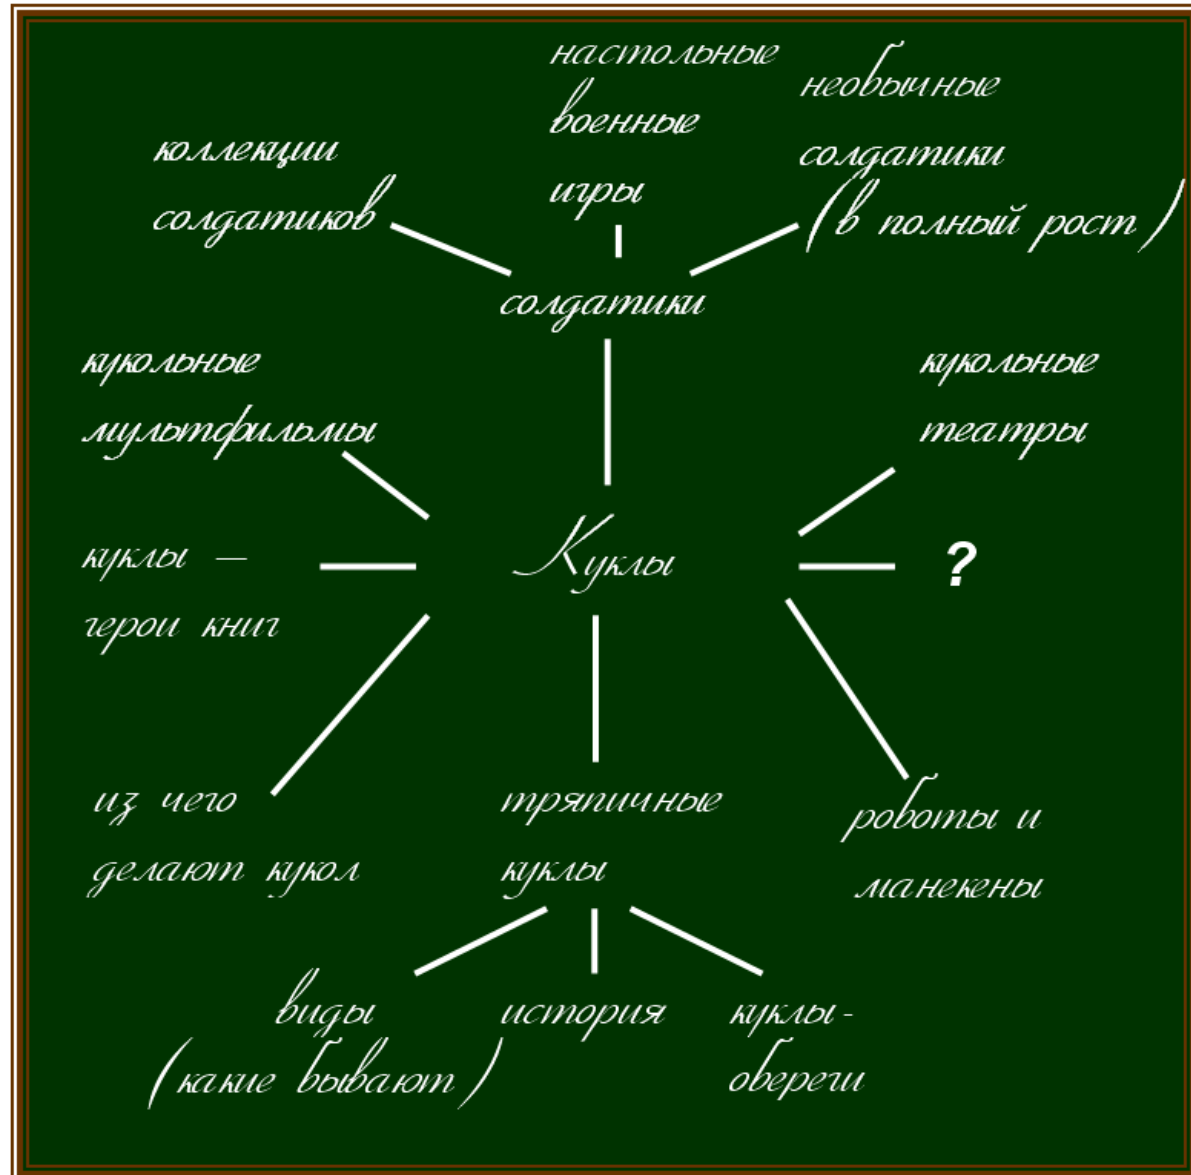 настольные
военные
игры
необычные
солдатики
(в полный рост)
коллекции
солдатиков
солдатики
кукольные
мультфильмы
кукольные
театры
куклы —
герои книг
Куклы
?
из чего
делают кукол
тряпичные
куклы
роботы и
манекены
виды
(какие бывают)
история
куклы-
обереги